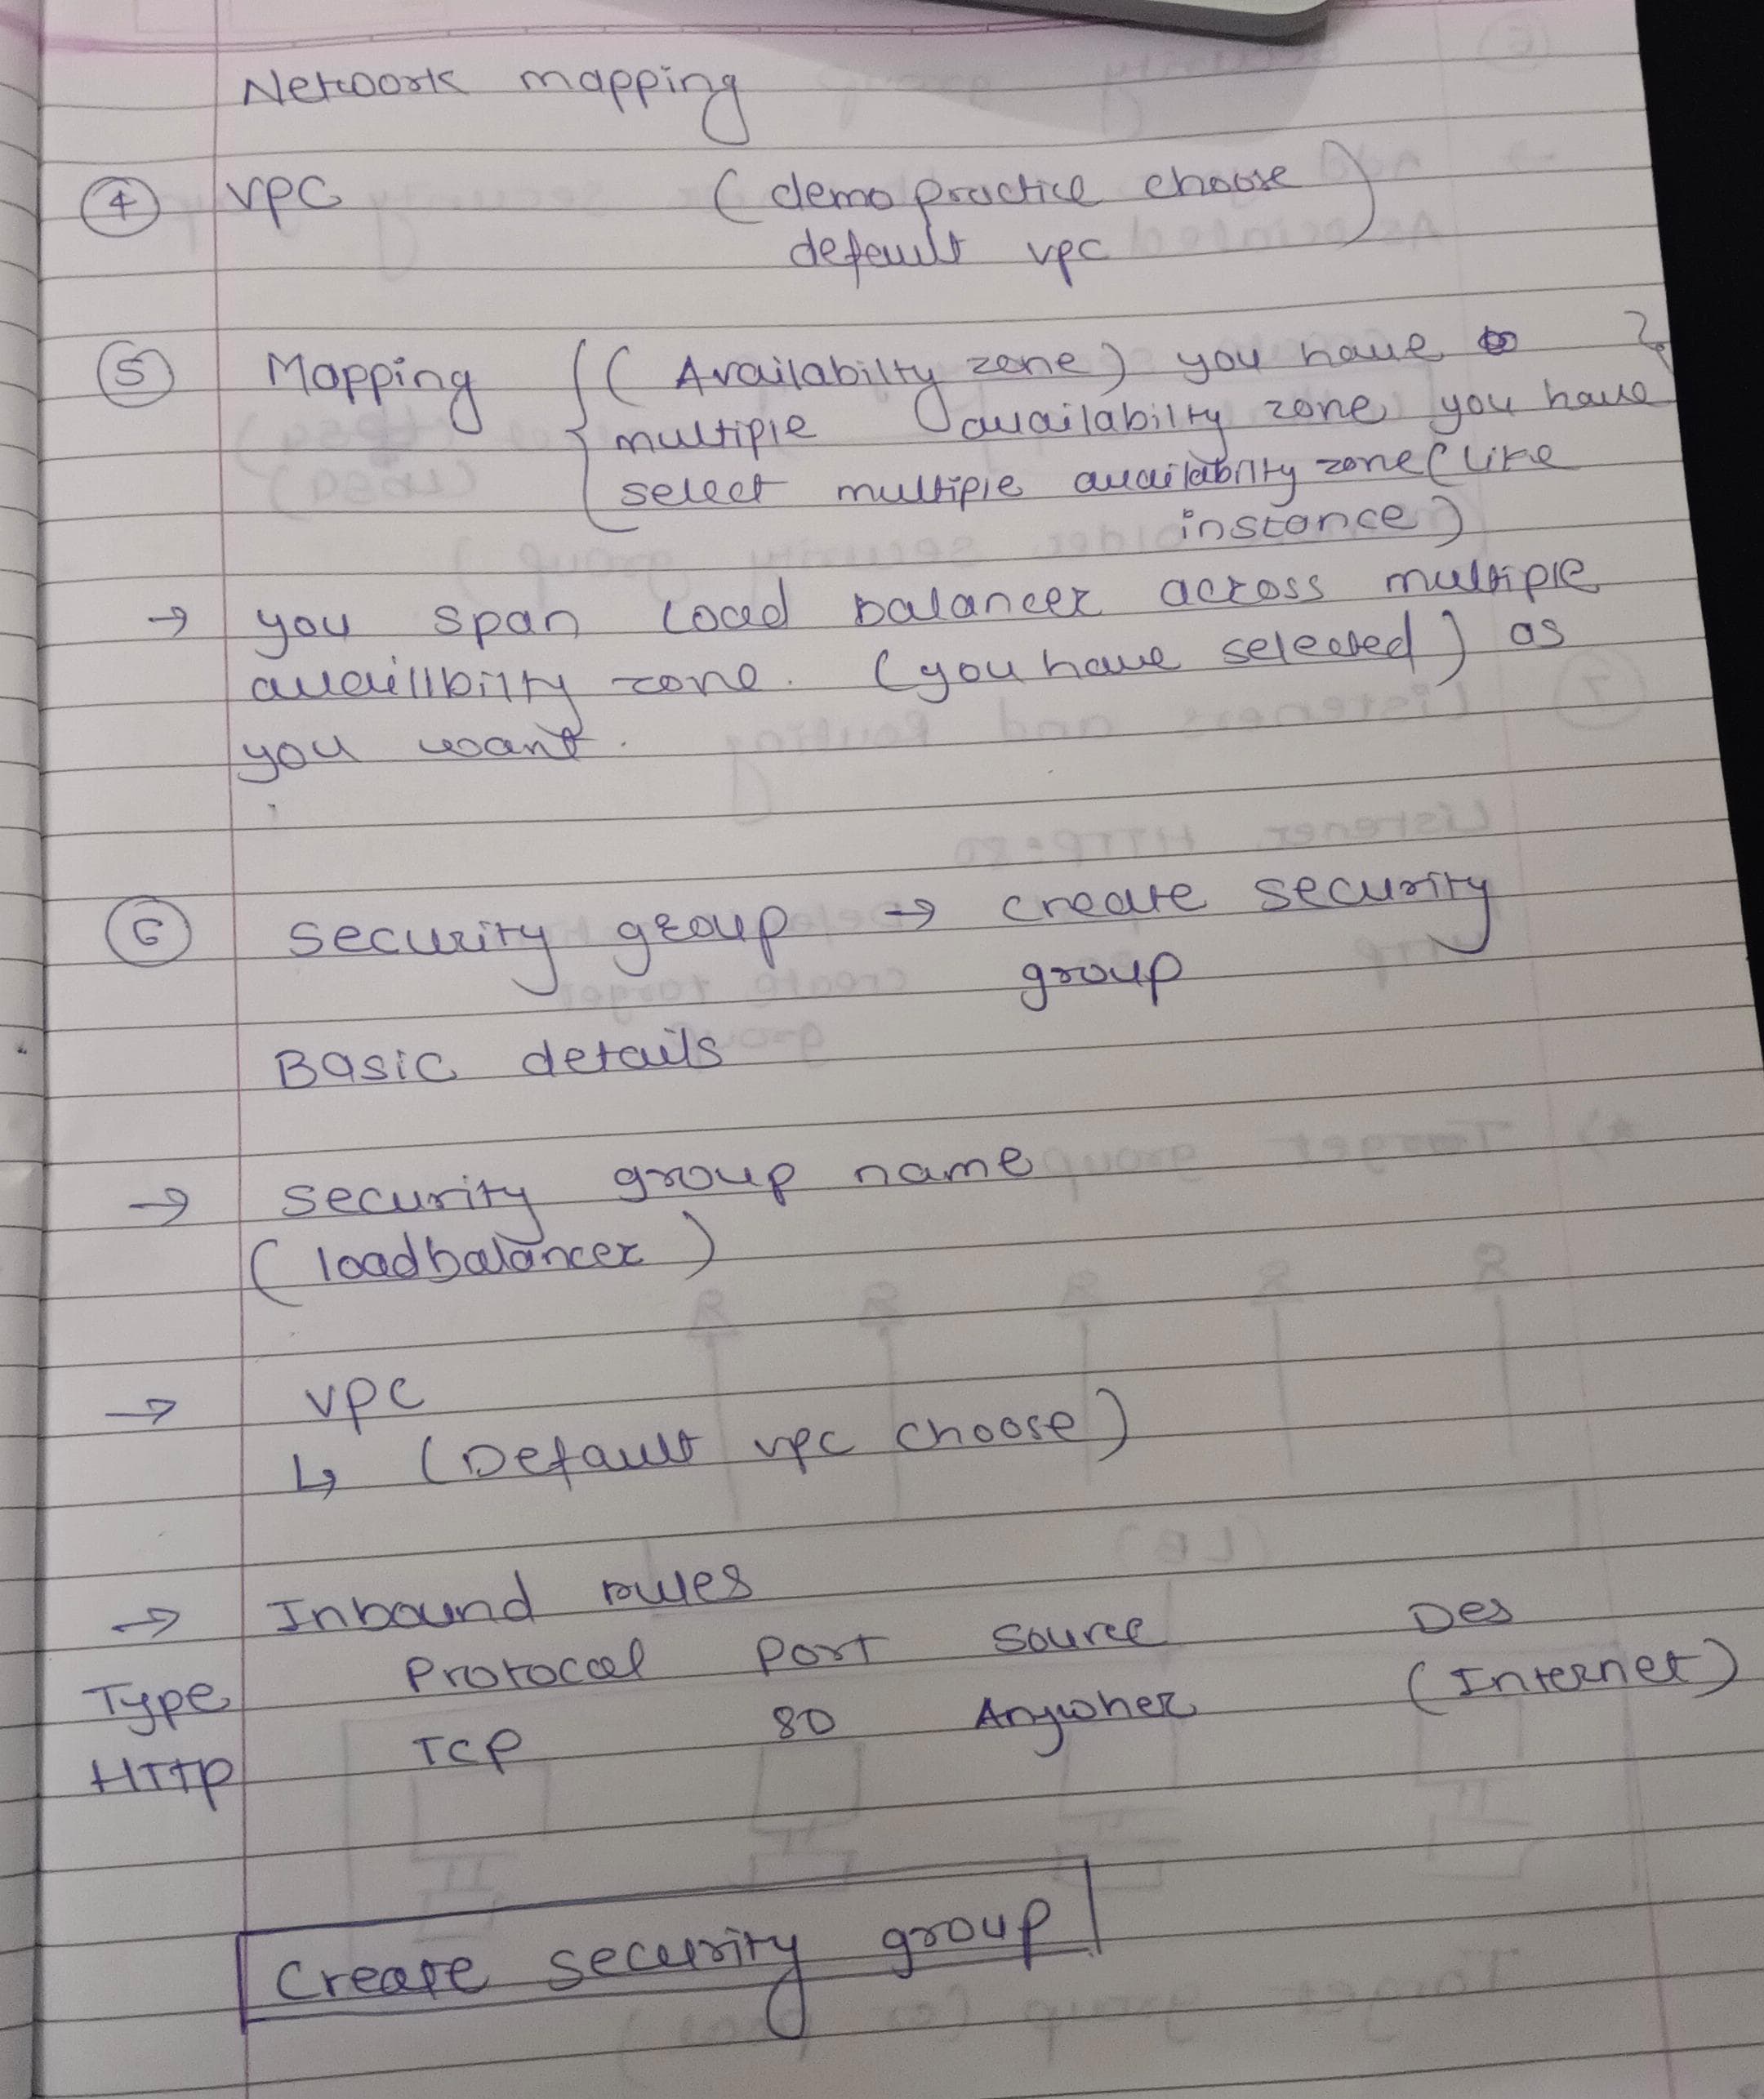 Network mapping
④ VPC (demo practice choose
default vpc)
⑤ Mapping {(Availabilty zone) you have to }
multiple availability zone you have
select multiple availability zone (like
instance)
→ you span load balancer across multiple
availlbility zone. (you have selected) as
you want.
⑥ security group → create security
group
Basic details
→ security group name
(loadbalancer)
→ vpc
↳ (Default vpc choose)
→ Inbound rules
Type Protocol Port Source Des
HTTP TCP 80 Anywher (Internet)
Create security group